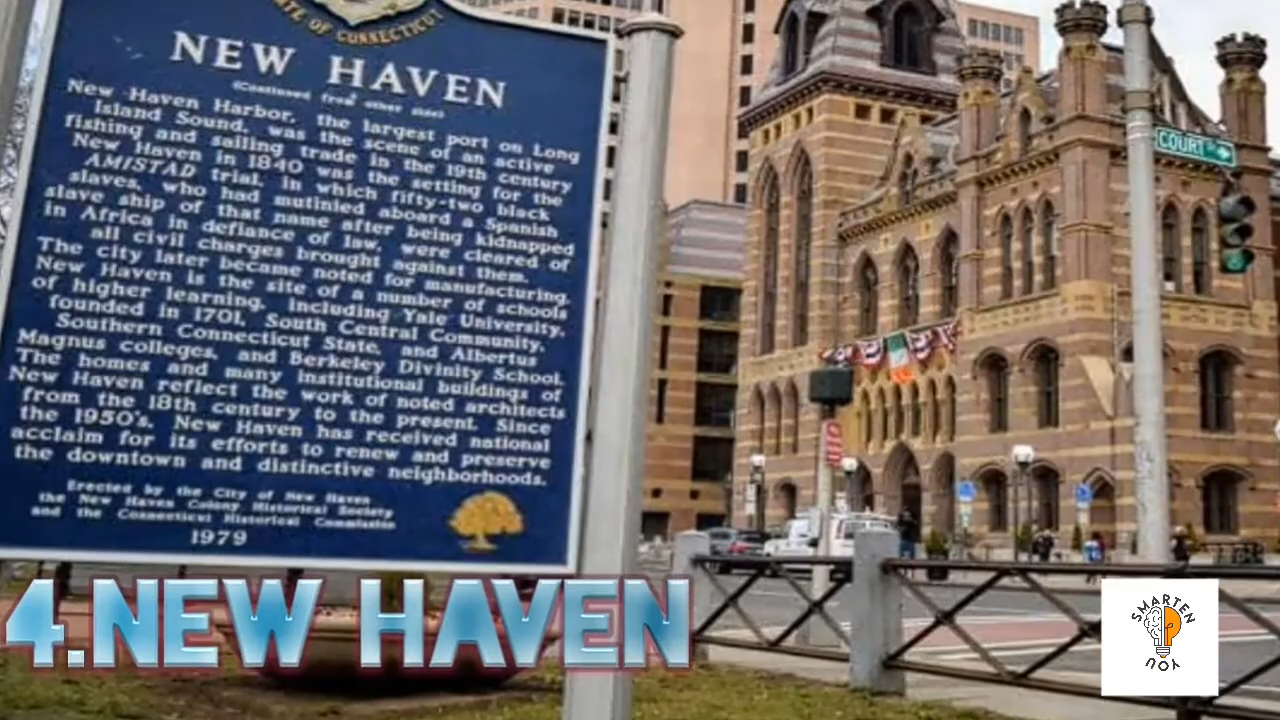 STATE OF CONNECTICUT
NEW HAVEN
(Continued from other side)
New Haven Harbor, the largest port on Long
Island Sound, was the scene of an active
fishing and sailing trade in the 19th century
New Haven in 1840 was the setting for the
AMISTAD trial, in which fifty-two black
slaves, who had mutinied aboard a Spanish
slave ship of that name after being kidnapped
in Africa in defiance of law, were cleared of
all civil charges brought against them.
The city later became noted for manufacturing.
New Haven is the site of a number of schools
of higher learning, including Yale University,
founded in 1701, South Central Community,
Southern Connecticut State, and Albertus
Magnus colleges, and Berkeley Divinity School.
The homes and many institutional buildings of
New Haven reflect the work of noted architects
from the 18th century to the present. Since
the 1950's, New Haven has received national
acclaim for its efforts to renew and preserve
the downtown and distinctive neighborhoods.
Erected by the City of New Haven
the New Haven Colony Historical Society
and the Connecticut Historical Commission
1979
COURT
4.NEW HAVEN
SMARTEN
YOU